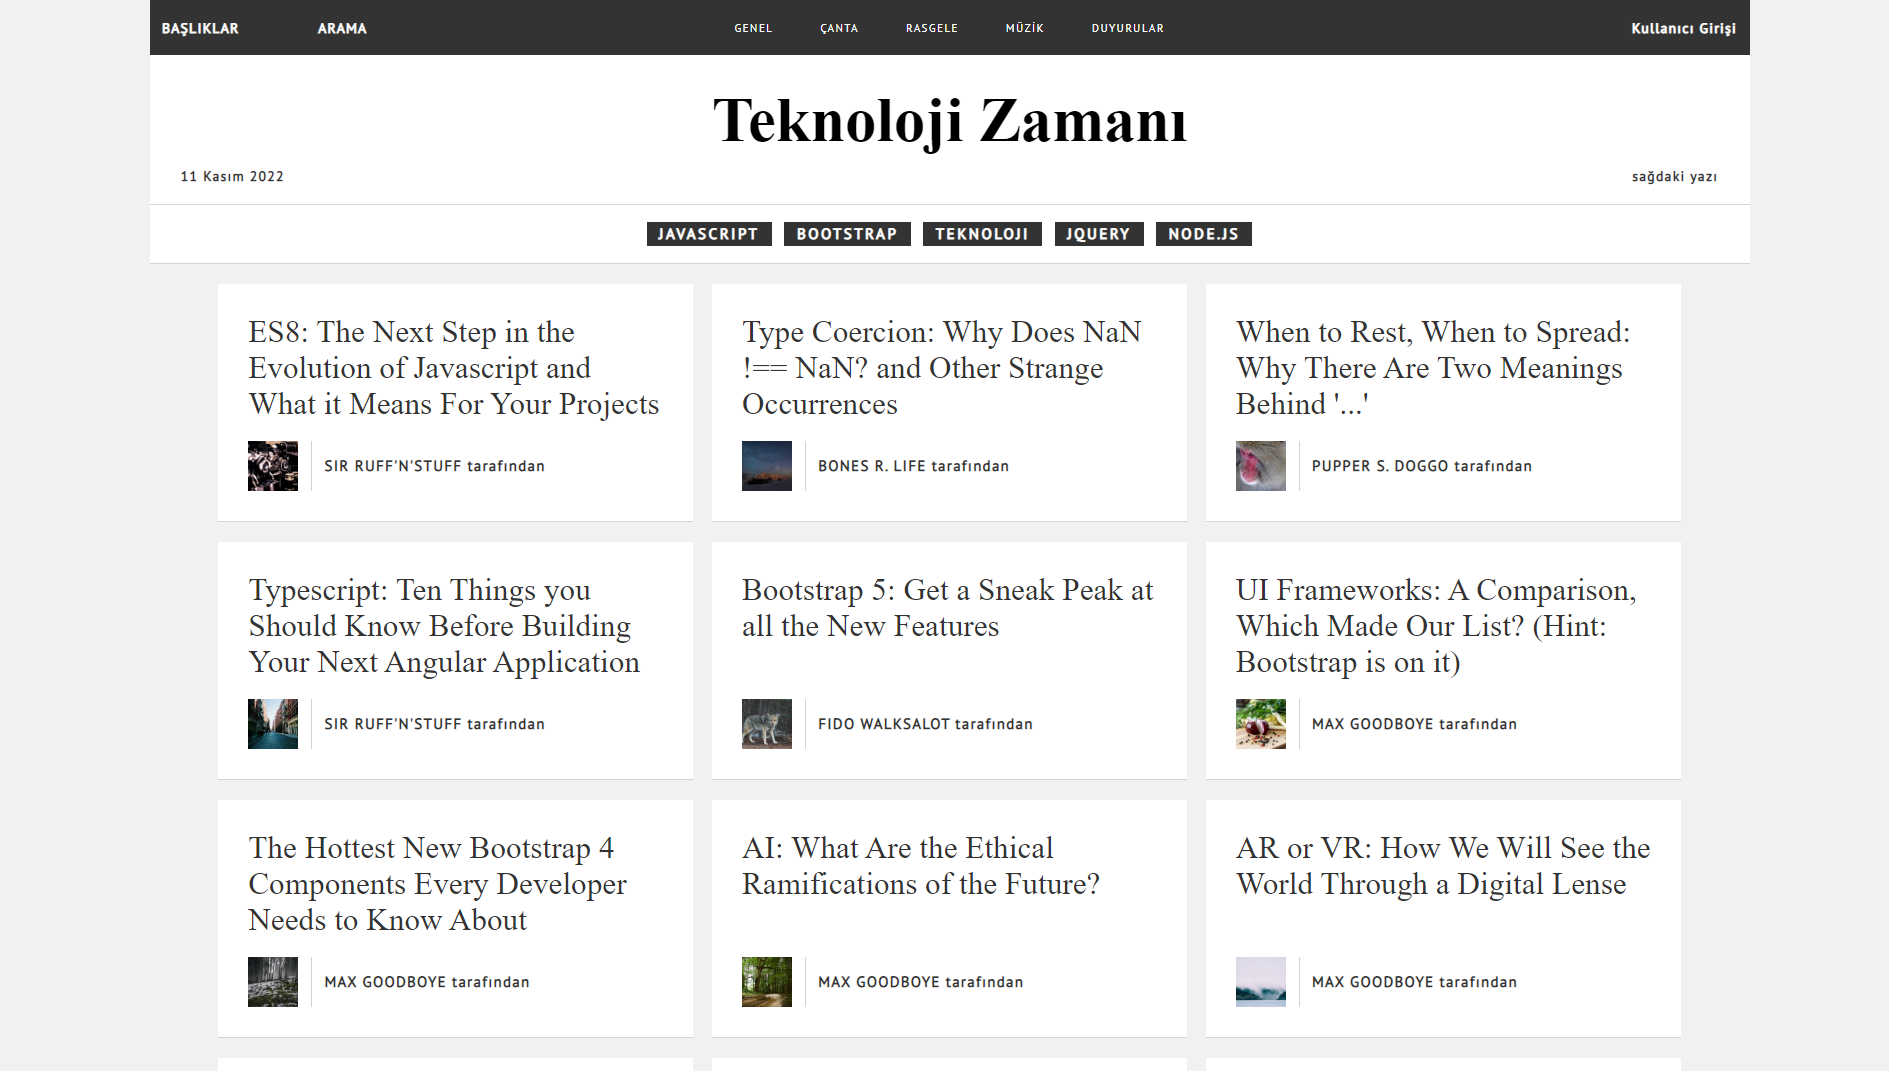 BAŞLIKLAR ARAMA GENEL ÇANTA RASGELE MÜZİK DUYURULAR Kullanıcı Girişi
Teknoloji Zamanı
11 Kasım 2022 sağdaki yazı
JAVASCRIPT BOOTSTRAP TEKNOLOJI JQUERY NODE.JS
ES8: The Next Step in the
Evolution of Javascript and
What it Means For Your Projects
SIR RUFF'N'STUFF tarafından
Type Coercion: Why Does NaN
!== NaN? and Other Strange
Occurrences
BONES R. LIFE tarafından
When to Rest, When to Spread:
Why There Are Two Meanings
Behind '...'
PUPPER S. DOGGO tarafından
Typescript: Ten Things you
Should Know Before Building
Your Next Angular Application
SIR RUFF'N'STUFF tarafından
Bootstrap 5: Get a Sneak Peak at
all the New Features
FIDO WALKSALOT tarafından
UI Frameworks: A Comparison,
Which Made Our List? (Hint:
Bootstrap is on it)
MAX GOODBOYE tarafından
The Hottest New Bootstrap 4
Components Every Developer
Needs to Know About
MAX GOODBOYE tarafından
AI: What Are the Ethical
Ramifications of the Future?
MAX GOODBOYE tarafından
AR or VR: How We Will See the
World Through a Digital Lense
MAX GOODBOYE tarafından